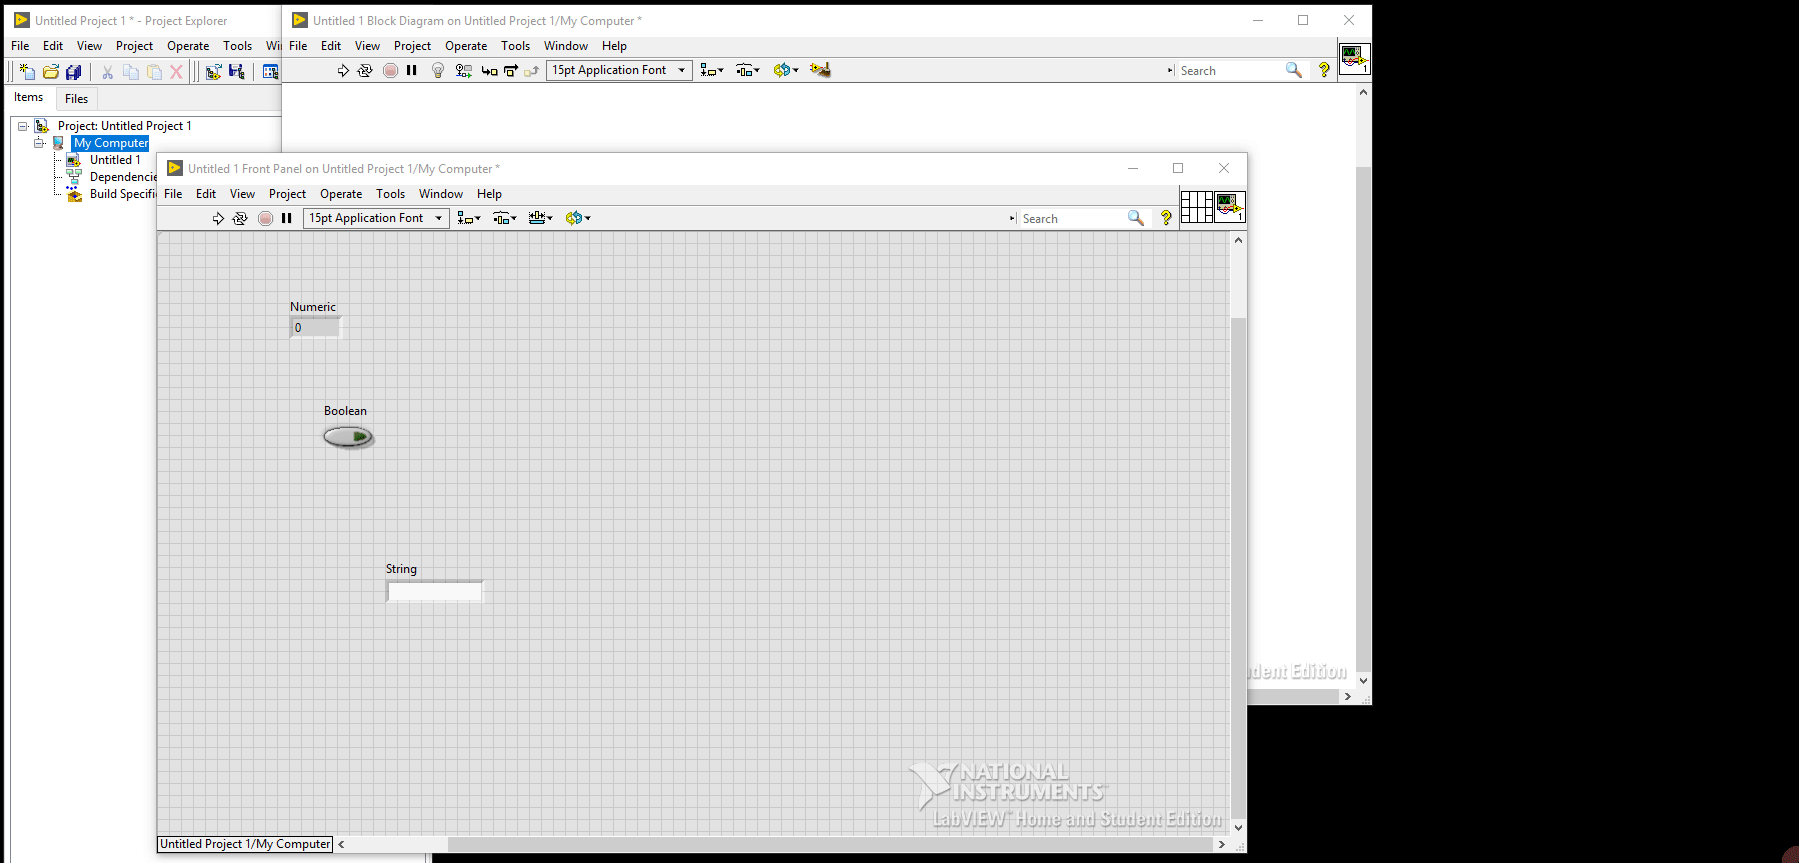 Untitled Project 1 * - Project Explorer
File Edit View Project Operate Tools Wi
Items Files
Project: Untitled Project 1
My Computer
Untitled 1
Dependencie
Build Specifi
Untitled 1 Block Diagram on Untitled Project 1/My Computer *
File Edit View Project Operate Tools Window Help
15pt Application Font
Search
?
1
dent Edition
Untitled 1 Front Panel on Untitled Project 1/My Computer *
File Edit View Project Operate Tools Window Help
15pt Application Font
Search
?
1
Numeric
0
Boolean
String
NATIONAL
INSTRUMENTS™
LabVIEW™ Home and Student Edition
Untitled Project 1/My Computer